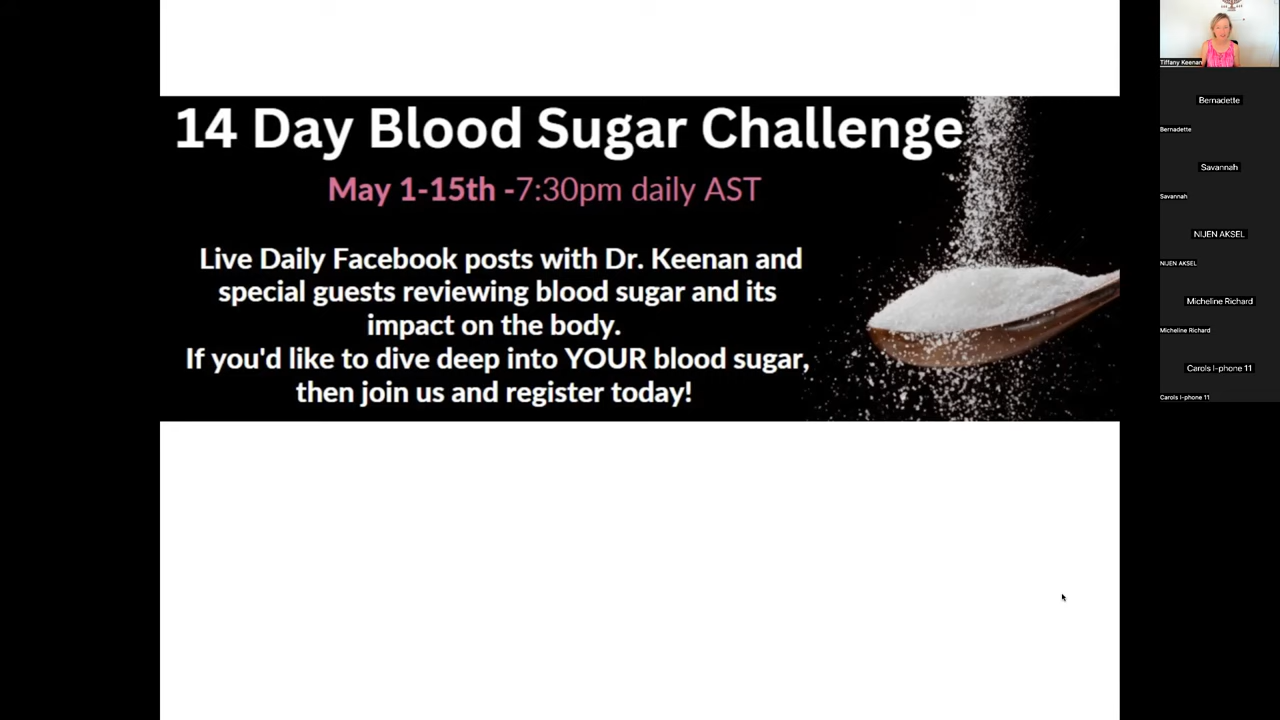 14 Day Blood Sugar Challenge
May 1-15th -7:30pm daily AST
Live Daily Facebook posts with Dr. Keenan and
special guests reviewing blood sugar and its
impact on the body.
If you'd like to dive deep into YOUR blood sugar,
then join us and register today!
Tiffany Keenan
Bernadette
Bernadette
Savannah
Savannah
NIJEN AKSEL
NIJEN AKSEL
Micheline Richard
Micheline Richard
Carols I-phone 11
Carols I-phone 11